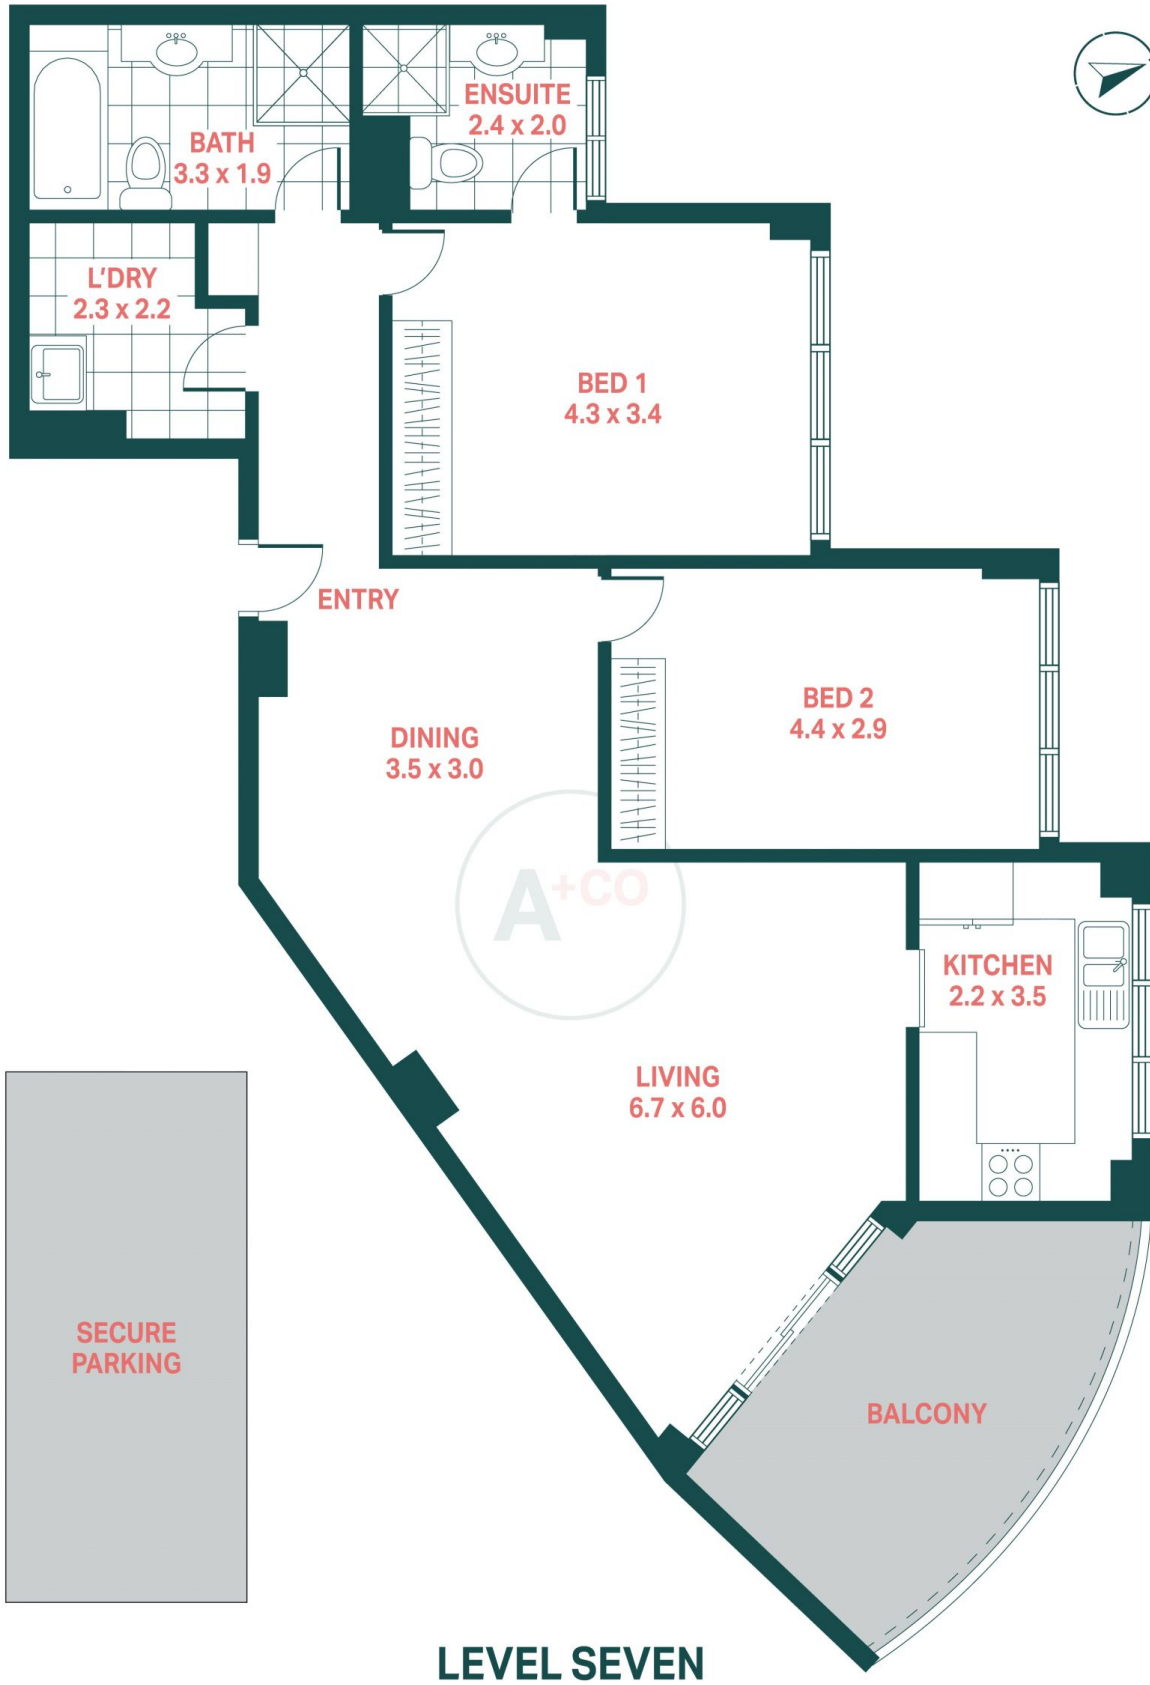 ENSUITE
2.4 x 2.0
BATH
3.3 x 1.9
L'DRY
2.3 x 2.2
BED 1
4.3 x 3.4
ENTRY
BED 2
4.4 x 2.9
DINING
3.5 x 3.0
A+CO
KITCHEN
2.2 x 3.5
LIVING
6.7 x 6.0
SECURE
PARKING
BALCONY
LEVEL SEVEN